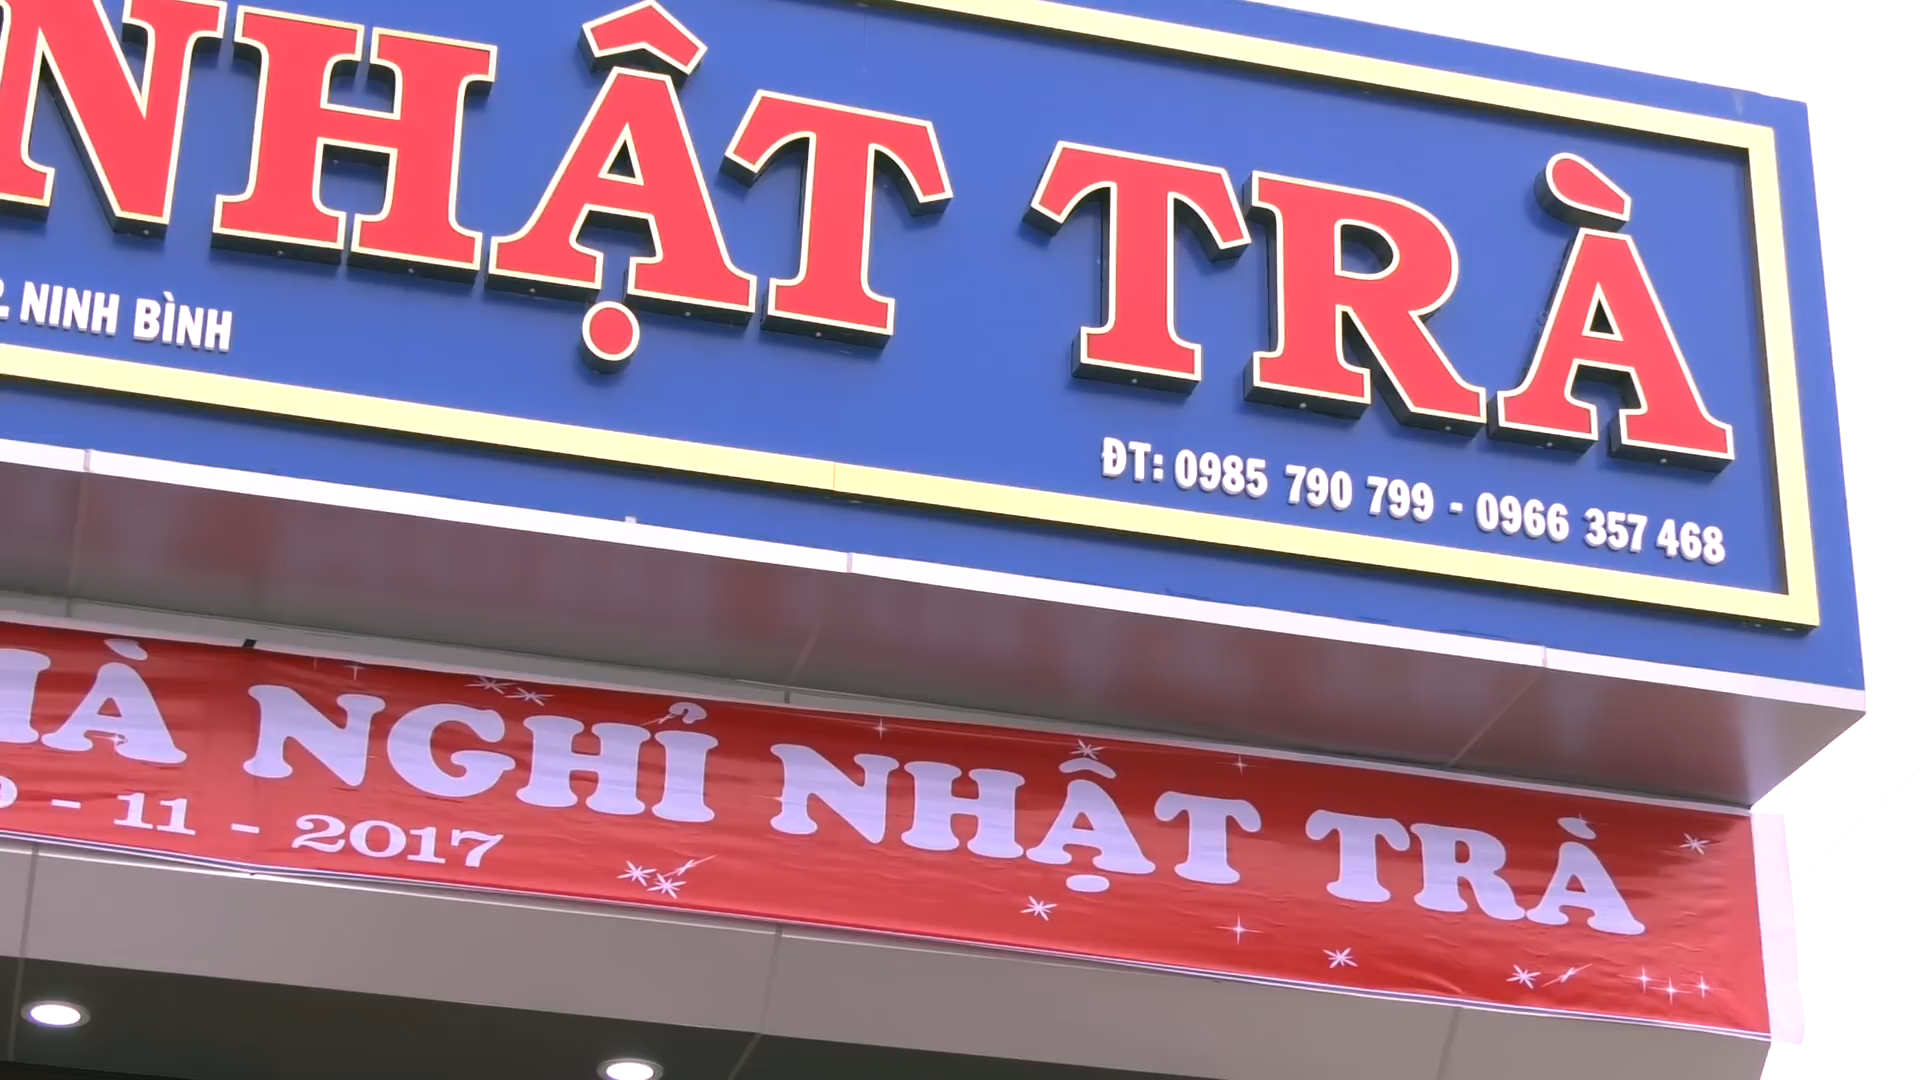 NHẬT TRÀ
NINH BÌNH
ĐT: 0985 790 799 - 0966 357 468
NGHỈ NHẬT TRÀ
- 11 - 2017